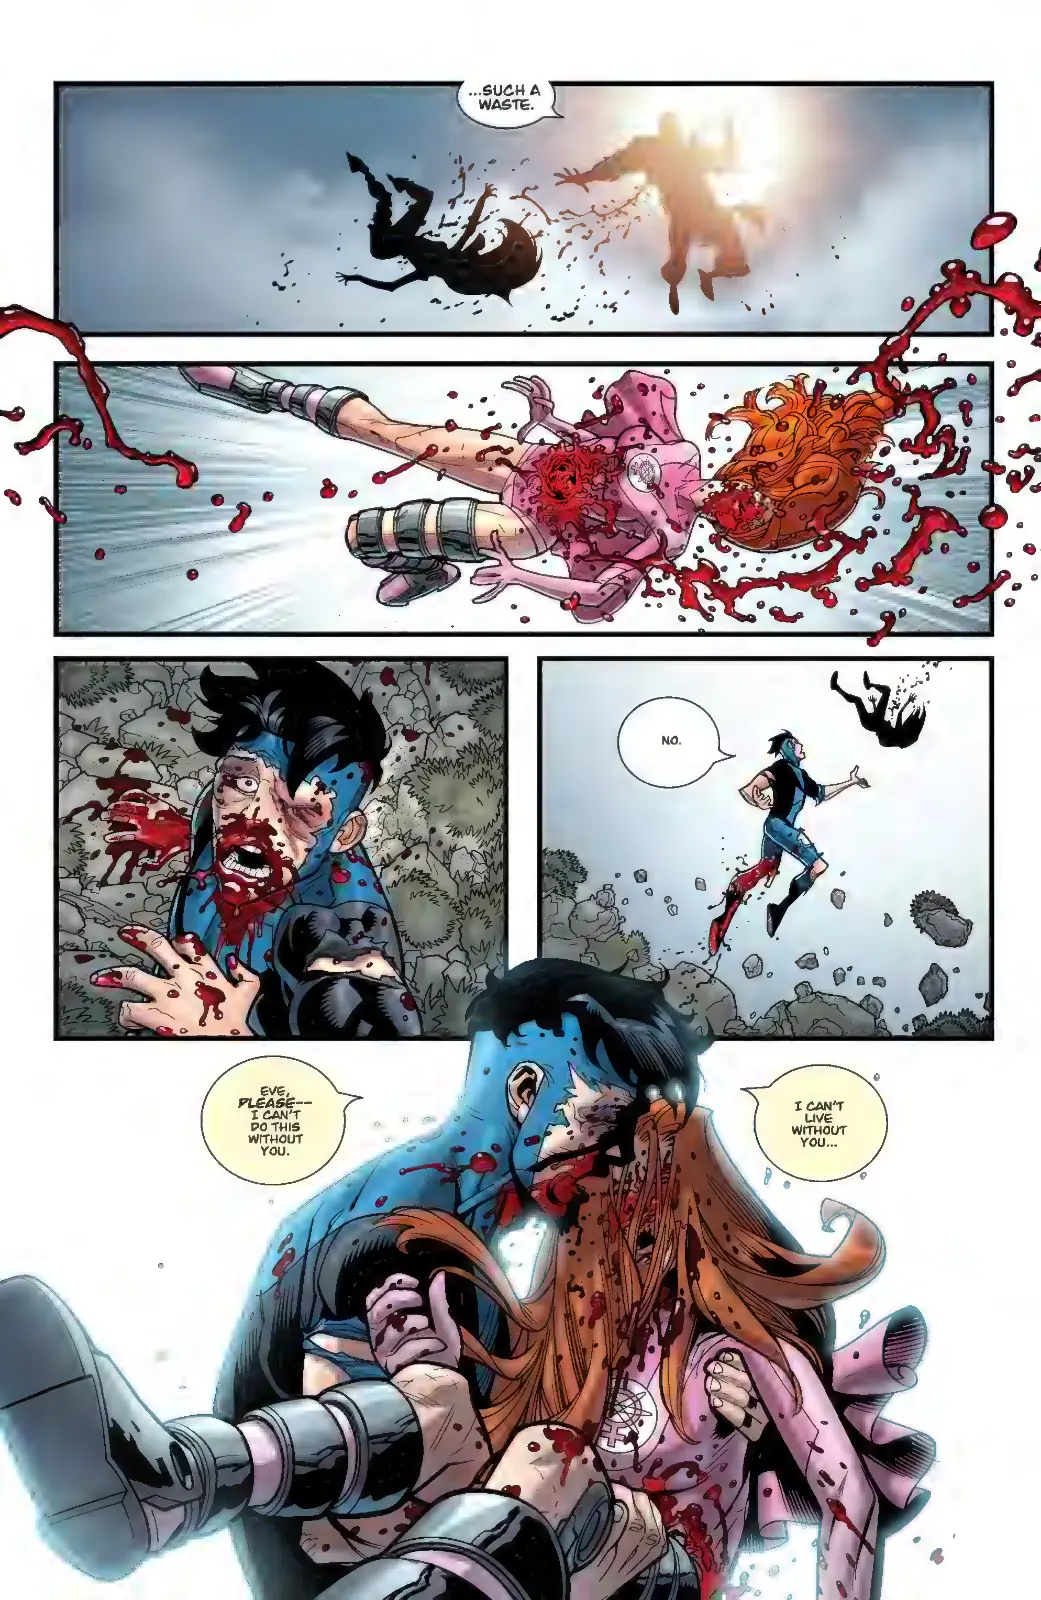 ...SUCH A
WASTE.
NO.
EVE,
PLEASE--
I CAN'T
DO THIS
WITHOUT
YOU.
I CAN'T
LIVE
WITHOUT
YOU...